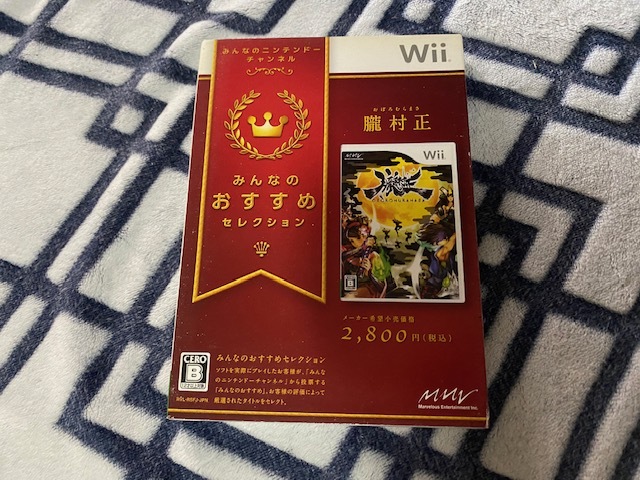 みんなのニンテンドー
チャンネル
Wii
みんなの
おすすめ
セレクション
おぼろむらまさ
朧村正
Wii
OBOROMURAMASA
B
メーカー希望小売価格
2,800円(税込)
CERO
B
みんなのおすすめセレクション
ソフトを実際にプレイしたお客様が、「みんな
のニンテンドーチャンネル」から投票する
「みんなのおすすめ」。お客様の評価によって
厳選されたタイトルをセレクト。
RVL-RSFJ-JPN
Marvelous Entertainment Inc.